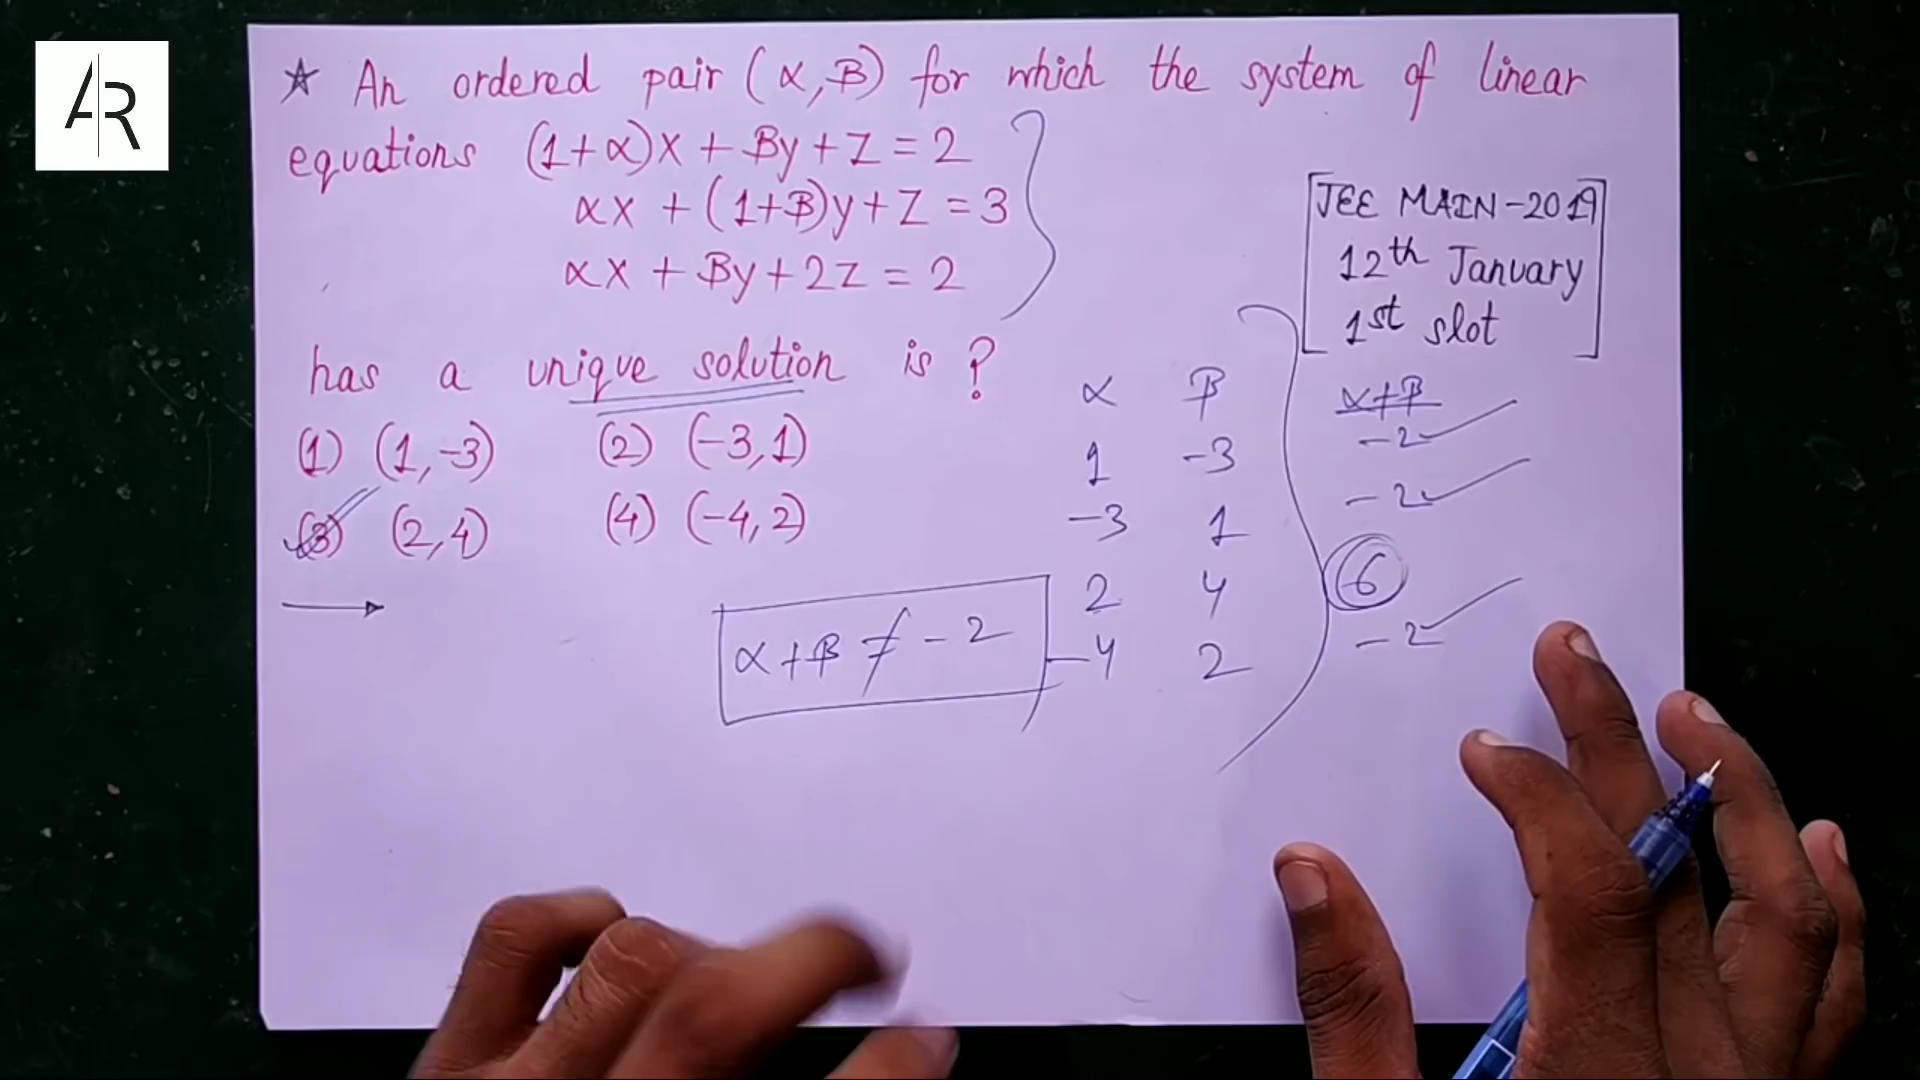 AR
☆ An ordered pair (α,β) for which the system of linear
equations (1+α)x + βy + z = 2
αx + (1+β)y + z = 3
αx + βy + 2z = 2
has a unique solution is ?
(1) (1,-3) (2) (-3,1)
(3) (2,4) (4) (-4,2)
α+β ≠ -2
α β
1 -3
-3 1
2 4
-4 2
[JEE MAIN-2019
12th January
1st slot]
α+β
-2 ✓
-2 ✓
6
-2 ✓